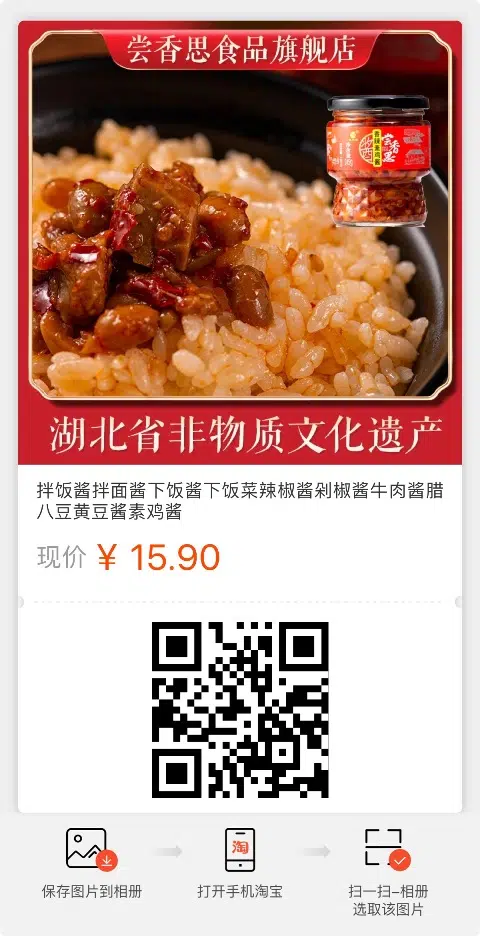 尝香思食品旗舰店
尝香思
湖北省非物质文化遗产
拌饭酱拌面酱下饭酱下饭菜辣椒酱剁椒酱牛肉酱腊
八豆黄豆酱素鸡酱
现价 ¥ 15.90
淘
保存图片到相册
打开手机淘宝
扫一扫-相册
选取该图片